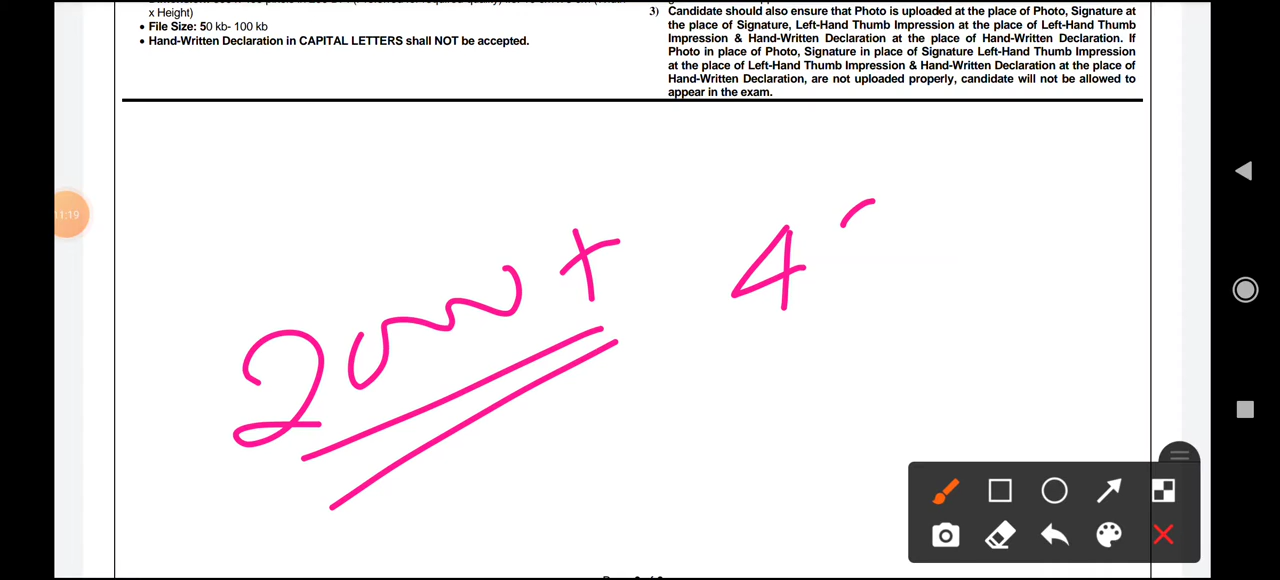 x Height)
• File Size: 50 kb- 100 kb
• Hand-Written Declaration in CAPITAL LETTERS shall NOT be accepted.
3) Candidate should also ensure that Photo is uploaded at the place of Photo, Signature at
the place of Signature, Left-Hand Thumb Impression at the place of Left-Hand Thumb
Impression & Hand-Written Declaration at the place of Hand-Written Declaration. If
Photo in place of Photo, Signature in place of Signature Left-Hand Thumb Impression
at the place of Left-Hand Thumb Impression & Hand-Written Declaration at the place of
Hand-Written Declaration, are not uploaded properly, candidate will not be allowed to
appear in the exam.
11:19
4